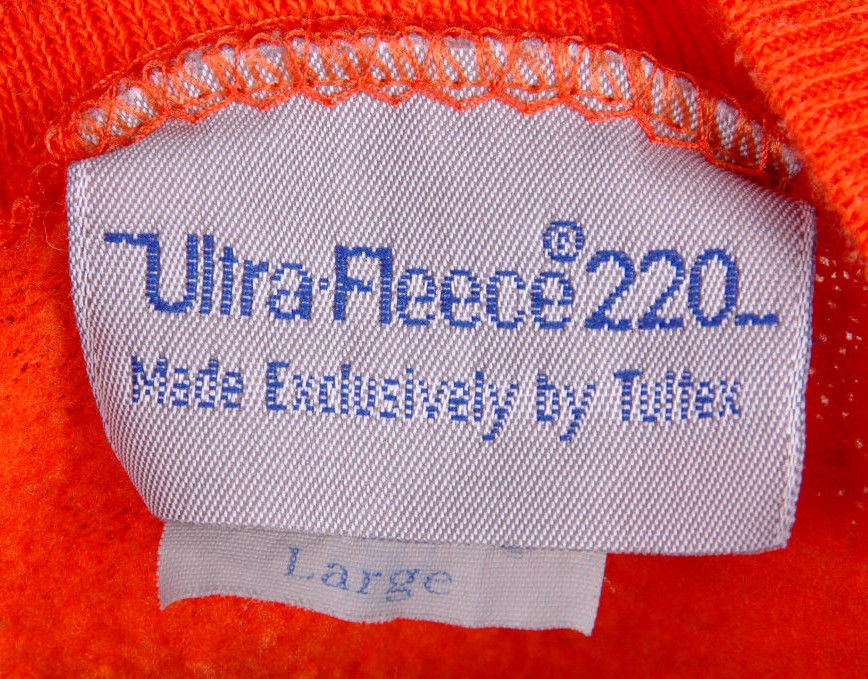 Ultra-Fleece® 220
Made Exclusively by Tultex
Large